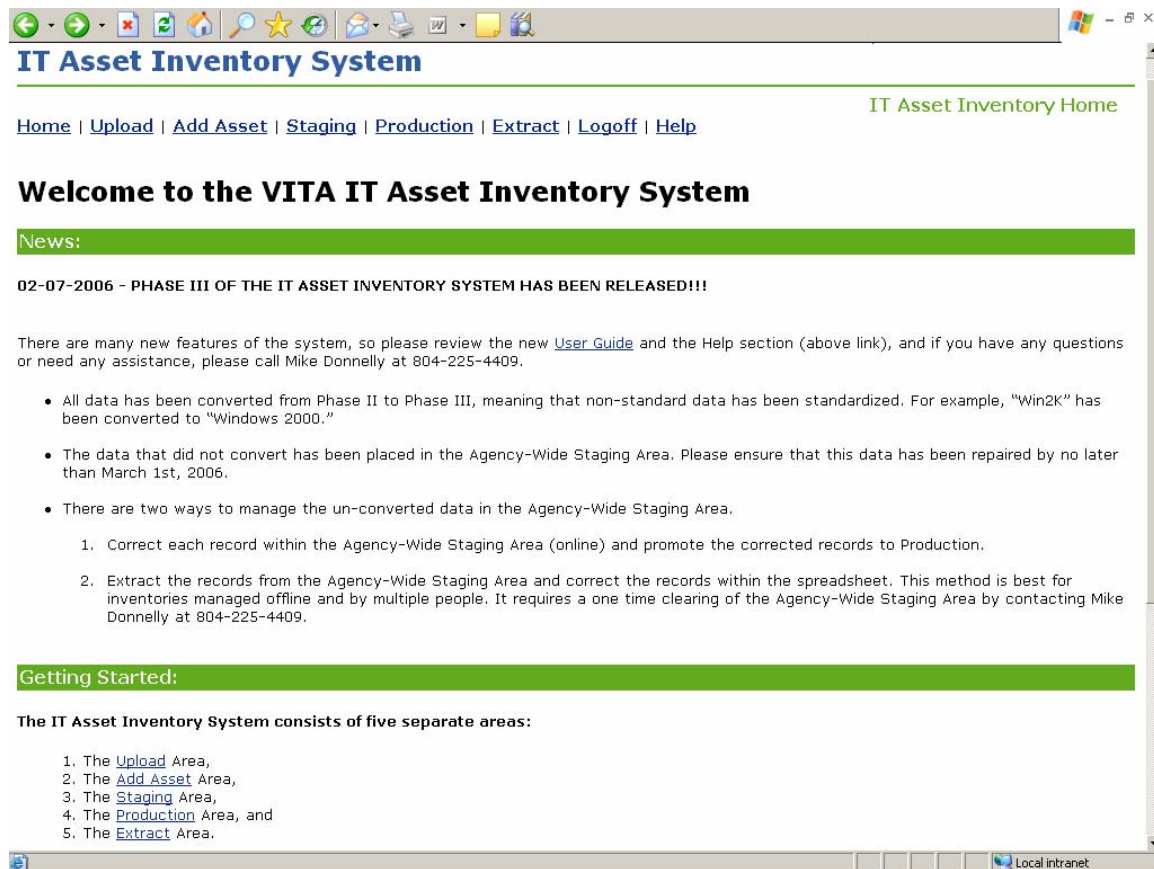 IT Asset Inventory System
IT Asset Inventory Home
Home | Upload | Add Asset | Staging | Production | Extract | Logoff | Help
Welcome to the VITA IT Asset Inventory System
News:
02-07-2006 - PHASE III OF THE IT ASSET INVENTORY SYSTEM HAS BEEN RELEASED!!!
There are many new features of the system, so please review the new User Guide and the Help section (above link), and if you have any questions
or need any assistance, please call Mike Donnelly at 804-225-4409.
• All data has been converted from Phase II to Phase III, meaning that non-standard data has been standardized. For example, “Win2K” has
been converted to “Windows 2000.”
• The data that did not convert has been placed in the Agency-Wide Staging Area. Please ensure that this data has been repaired by no later
than March 1st, 2006.
• There are two ways to manage the un-converted data in the Agency-Wide Staging Area.
1. Correct each record within the Agency-Wide Staging Area (online) and promote the corrected records to Production.
2. Extract the records from the Agency-Wide Staging Area and correct the records within the spreadsheet. This method is best for
inventories managed offline and by multiple people. It requires a one time clearing of the Agency-Wide Staging Area by contacting Mike
Donnelly at 804-225-4409.
Getting Started:
The IT Asset Inventory System consists of five separate areas:
1. The Upload Area,
2. The Add Asset Area,
3. The Staging Area,
4. The Production Area, and
5. The Extract Area.
Local intranet